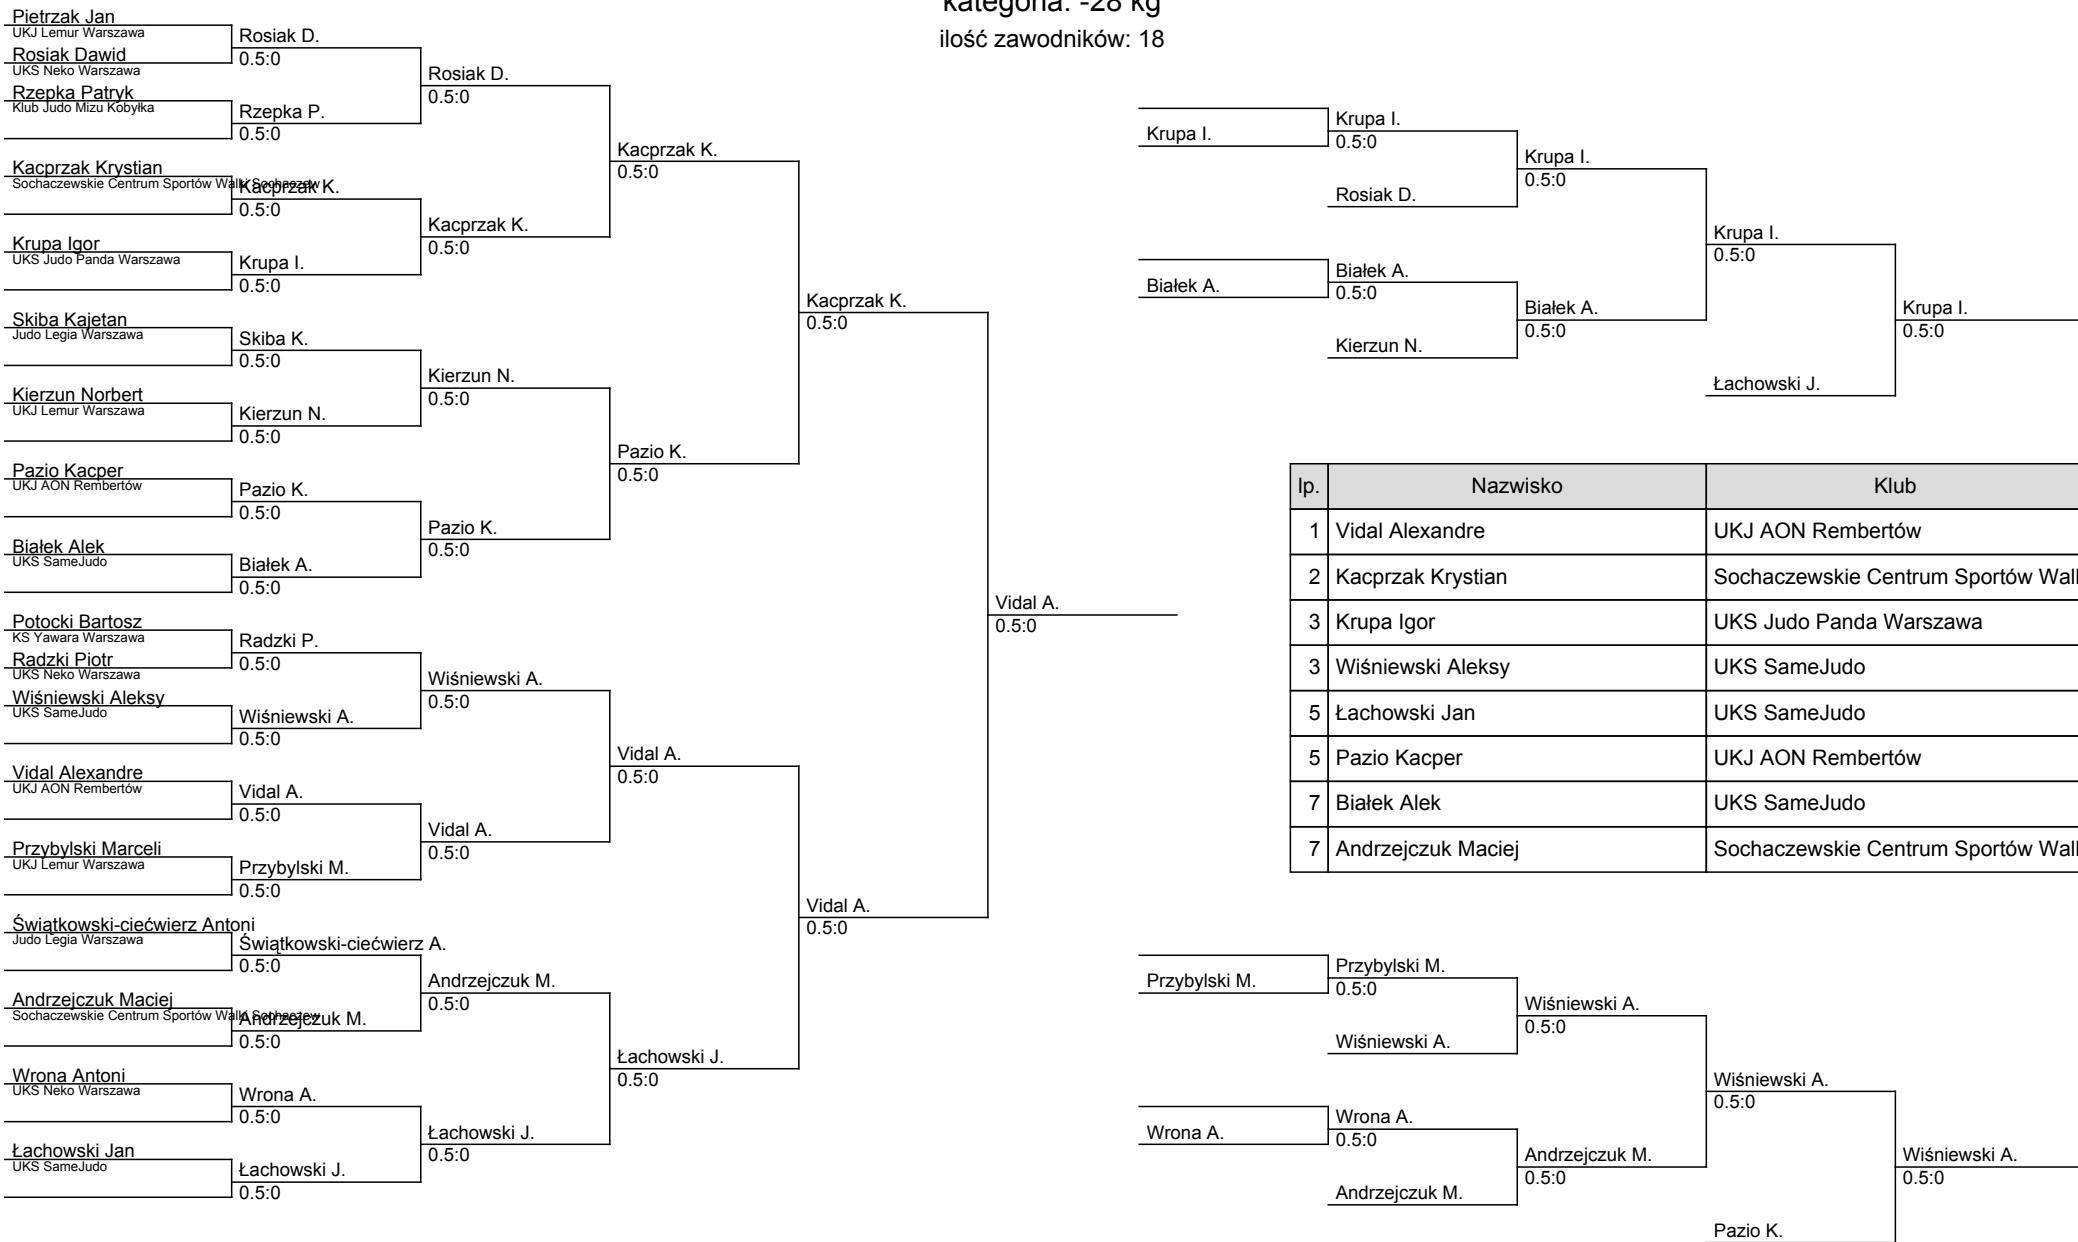 kategoria: -28 kg
ilość zawodników: 18
Pietrzak Jan
UKJ Lemur Warszawa
Rosiak Dawid
UKS Neko Warszawa
Rzepka Patryk
Klub Judo Mizu Kobyłka
Kacprzak Krystian
Sochaczewskie Centrum Sportów Walki Sochaczew
Krupa Igor
UKS Judo Panda Warszawa
Skiba Kajetan
Judo Legia Warszawa
Kierzun Norbert
UKJ Lemur Warszawa
Pazio Kacper
UKJ AON Rembertów
Białek Alek
UKS SameJudo
Potocki Bartosz
KS Yawara Warszawa
Radzki Piotr
UKS Neko Warszawa
Wiśniewski Aleksy
UKS SameJudo
Vidal Alexandre
UKJ AON Rembertów
Przybylski Marceli
UKJ Lemur Warszawa
Świątkowski-ciećwierz Antoni
Judo Legia Warszawa
Andrzejczuk Maciej
Sochaczewskie Centrum Sportów Walki Sochaczew
Wrona Antoni
UKS Neko Warszawa
Łachowski Jan
UKS SameJudo
Rosiak D.
0.5:0
Rzepka P.
0.5:0
Kacprzak K.
0.5:0
Krupa I.
0.5:0
Skiba K.
0.5:0
Kierzun N.
0.5:0
Pazio K.
0.5:0
Białek A.
0.5:0
Radzki P.
0.5:0
Wiśniewski A.
0.5:0
Vidal A.
0.5:0
Przybylski M.
0.5:0
Świątkowski-ciećwierz A.
0.5:0
Andrzejczuk M.
0.5:0
Wrona A.
0.5:0
Łachowski J.
0.5:0
Rosiak D.
0.5:0
Kacprzak K.
0.5:0
Kierzun N.
0.5:0
Pazio K.
0.5:0
Wiśniewski A.
0.5:0
Vidal A.
0.5:0
Andrzejczuk M.
0.5:0
Łachowski J.
0.5:0
Kacprzak K.
0.5:0
Pazio K.
0.5:0
Vidal A.
0.5:0
Łachowski J.
0.5:0
Kacprzak K.
0.5:0
Vidal A.
0.5:0
Vidal A.
0.5:0
Krupa I.
Krupa I.
0.5:0
Rosiak D.
Krupa I.
0.5:0
Białek A.
Białek A.
0.5:0
Kierzun N.
Białek A.
0.5:0
Krupa I.
0.5:0
Łachowski J.
Krupa I.
0.5:0
lp. Nazwisko Klub
1 Vidal Alexandre UKJ AON Rembertów
2 Kacprzak Krystian Sochaczewskie Centrum Sportów Walk
3 Krupa Igor UKS Judo Panda Warszawa
3 Wiśniewski Aleksy UKS SameJudo
5 Łachowski Jan UKS SameJudo
5 Pazio Kacper UKJ AON Rembertów
7 Białek Alek UKS SameJudo
7 Andrzejczuk Maciej Sochaczewskie Centrum Sportów Walk
Przybylski M.
Przybylski M.
0.5:0
Wiśniewski A.
Wiśniewski A.
0.5:0
Wrona A.
Wrona A.
0.5:0
Andrzejczuk M.
Andrzejczuk M.
0.5:0
Wiśniewski A.
0.5:0
Pazio K.
Wiśniewski A.
0.5:0